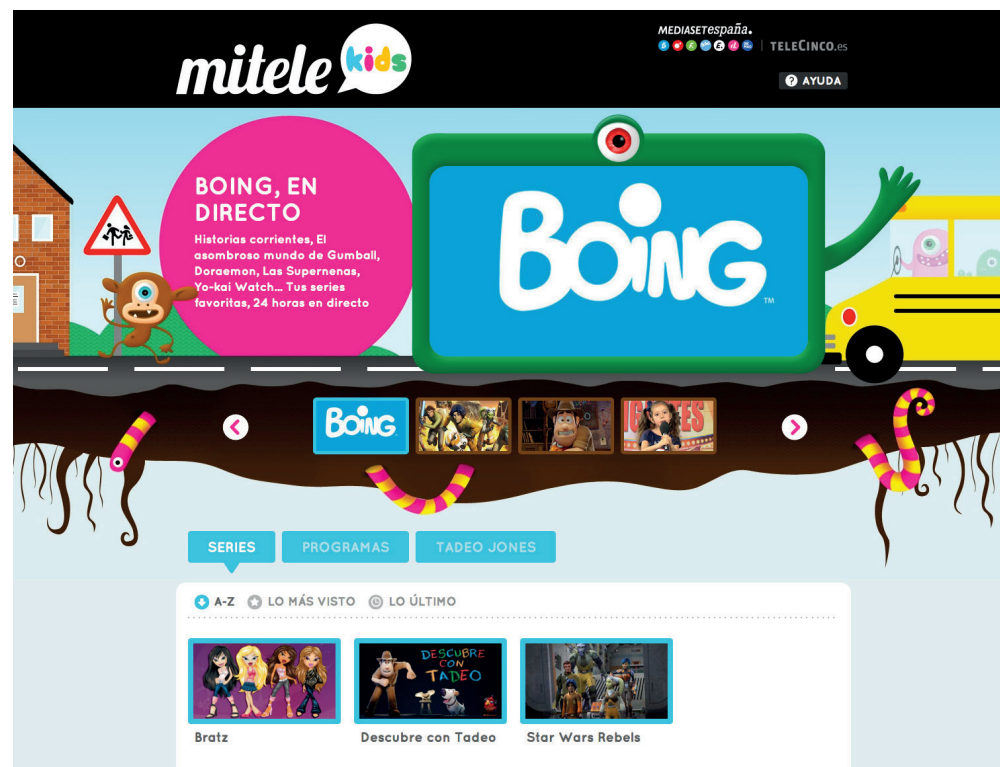 mitele kids
MEDIASETespaña.
TELECINCO.es
? AYUDA
BOING, EN
DIRECTO
Historias corrientes, El
asombroso mundo de Gumball,
Doraemon, Las Supernenas,
Yo-kai Watch... Tus series
favoritas, 24 horas en directo
BOING
TM
BOING
SERIES
PROGRAMAS
TADEO JONES
A-Z
LO MÁS VISTO
LO ÚLTIMO
DESCUBRE
CON
TADEO
Bratz
Descubre con Tadeo
Star Wars Rebels